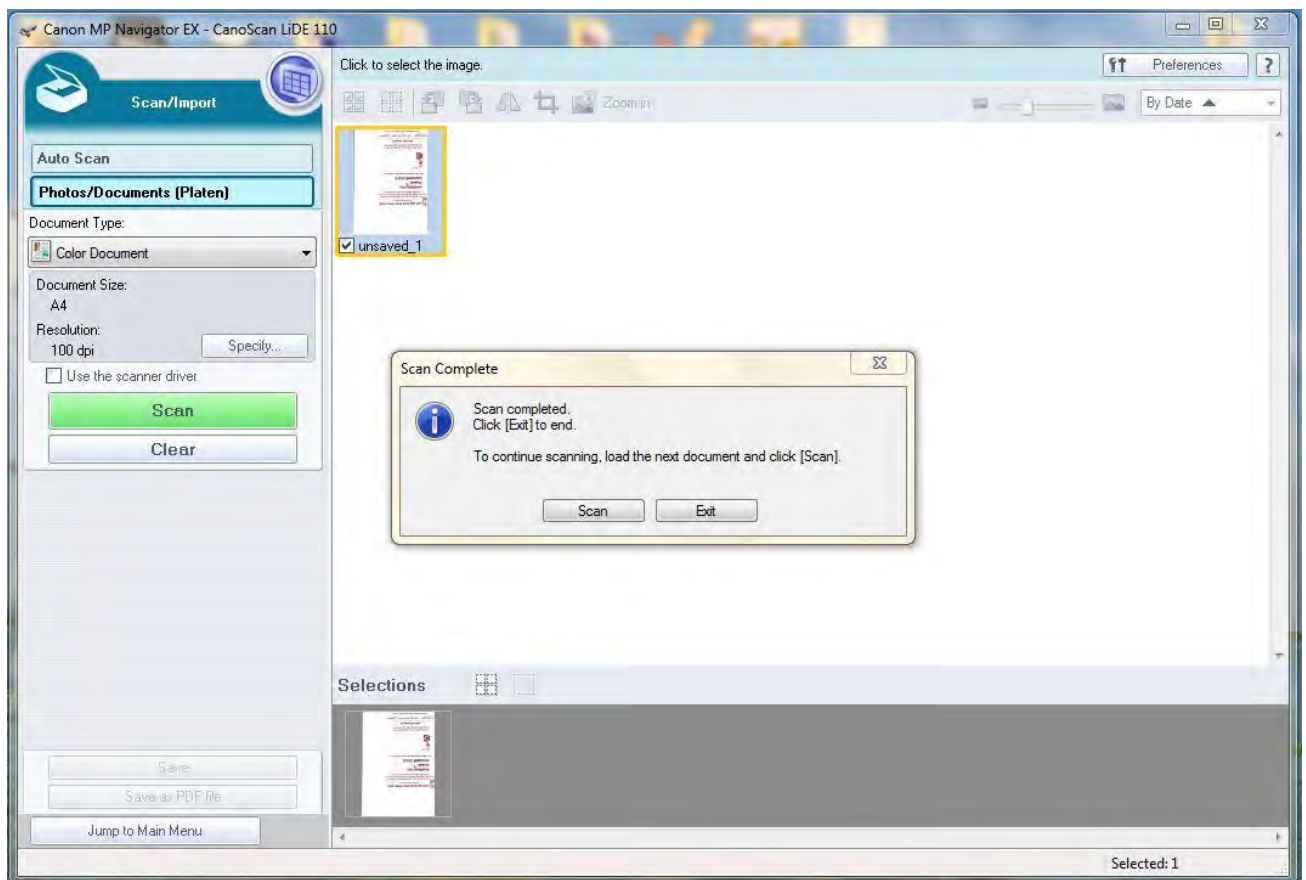 Canon MP Navigator EX - CanoScan LiDE 110
Scan/Import
Click to select the image.
Preferences
?
Zoom in
By Date
Auto Scan
Photos/Documents (Platen)
Document Type:
Color Document
Document Size:
A4
Resolution:
100 dpi
Specify...
Use the scanner driver
Scan
Clear
unsaved_1
Scan Complete
Scan completed.
Click [Exit] to end.
To continue scanning, load the next document and click [Scan].
Scan
Exit
Selections
Save
Save as PDF file
Jump to Main Menu
Selected: 1